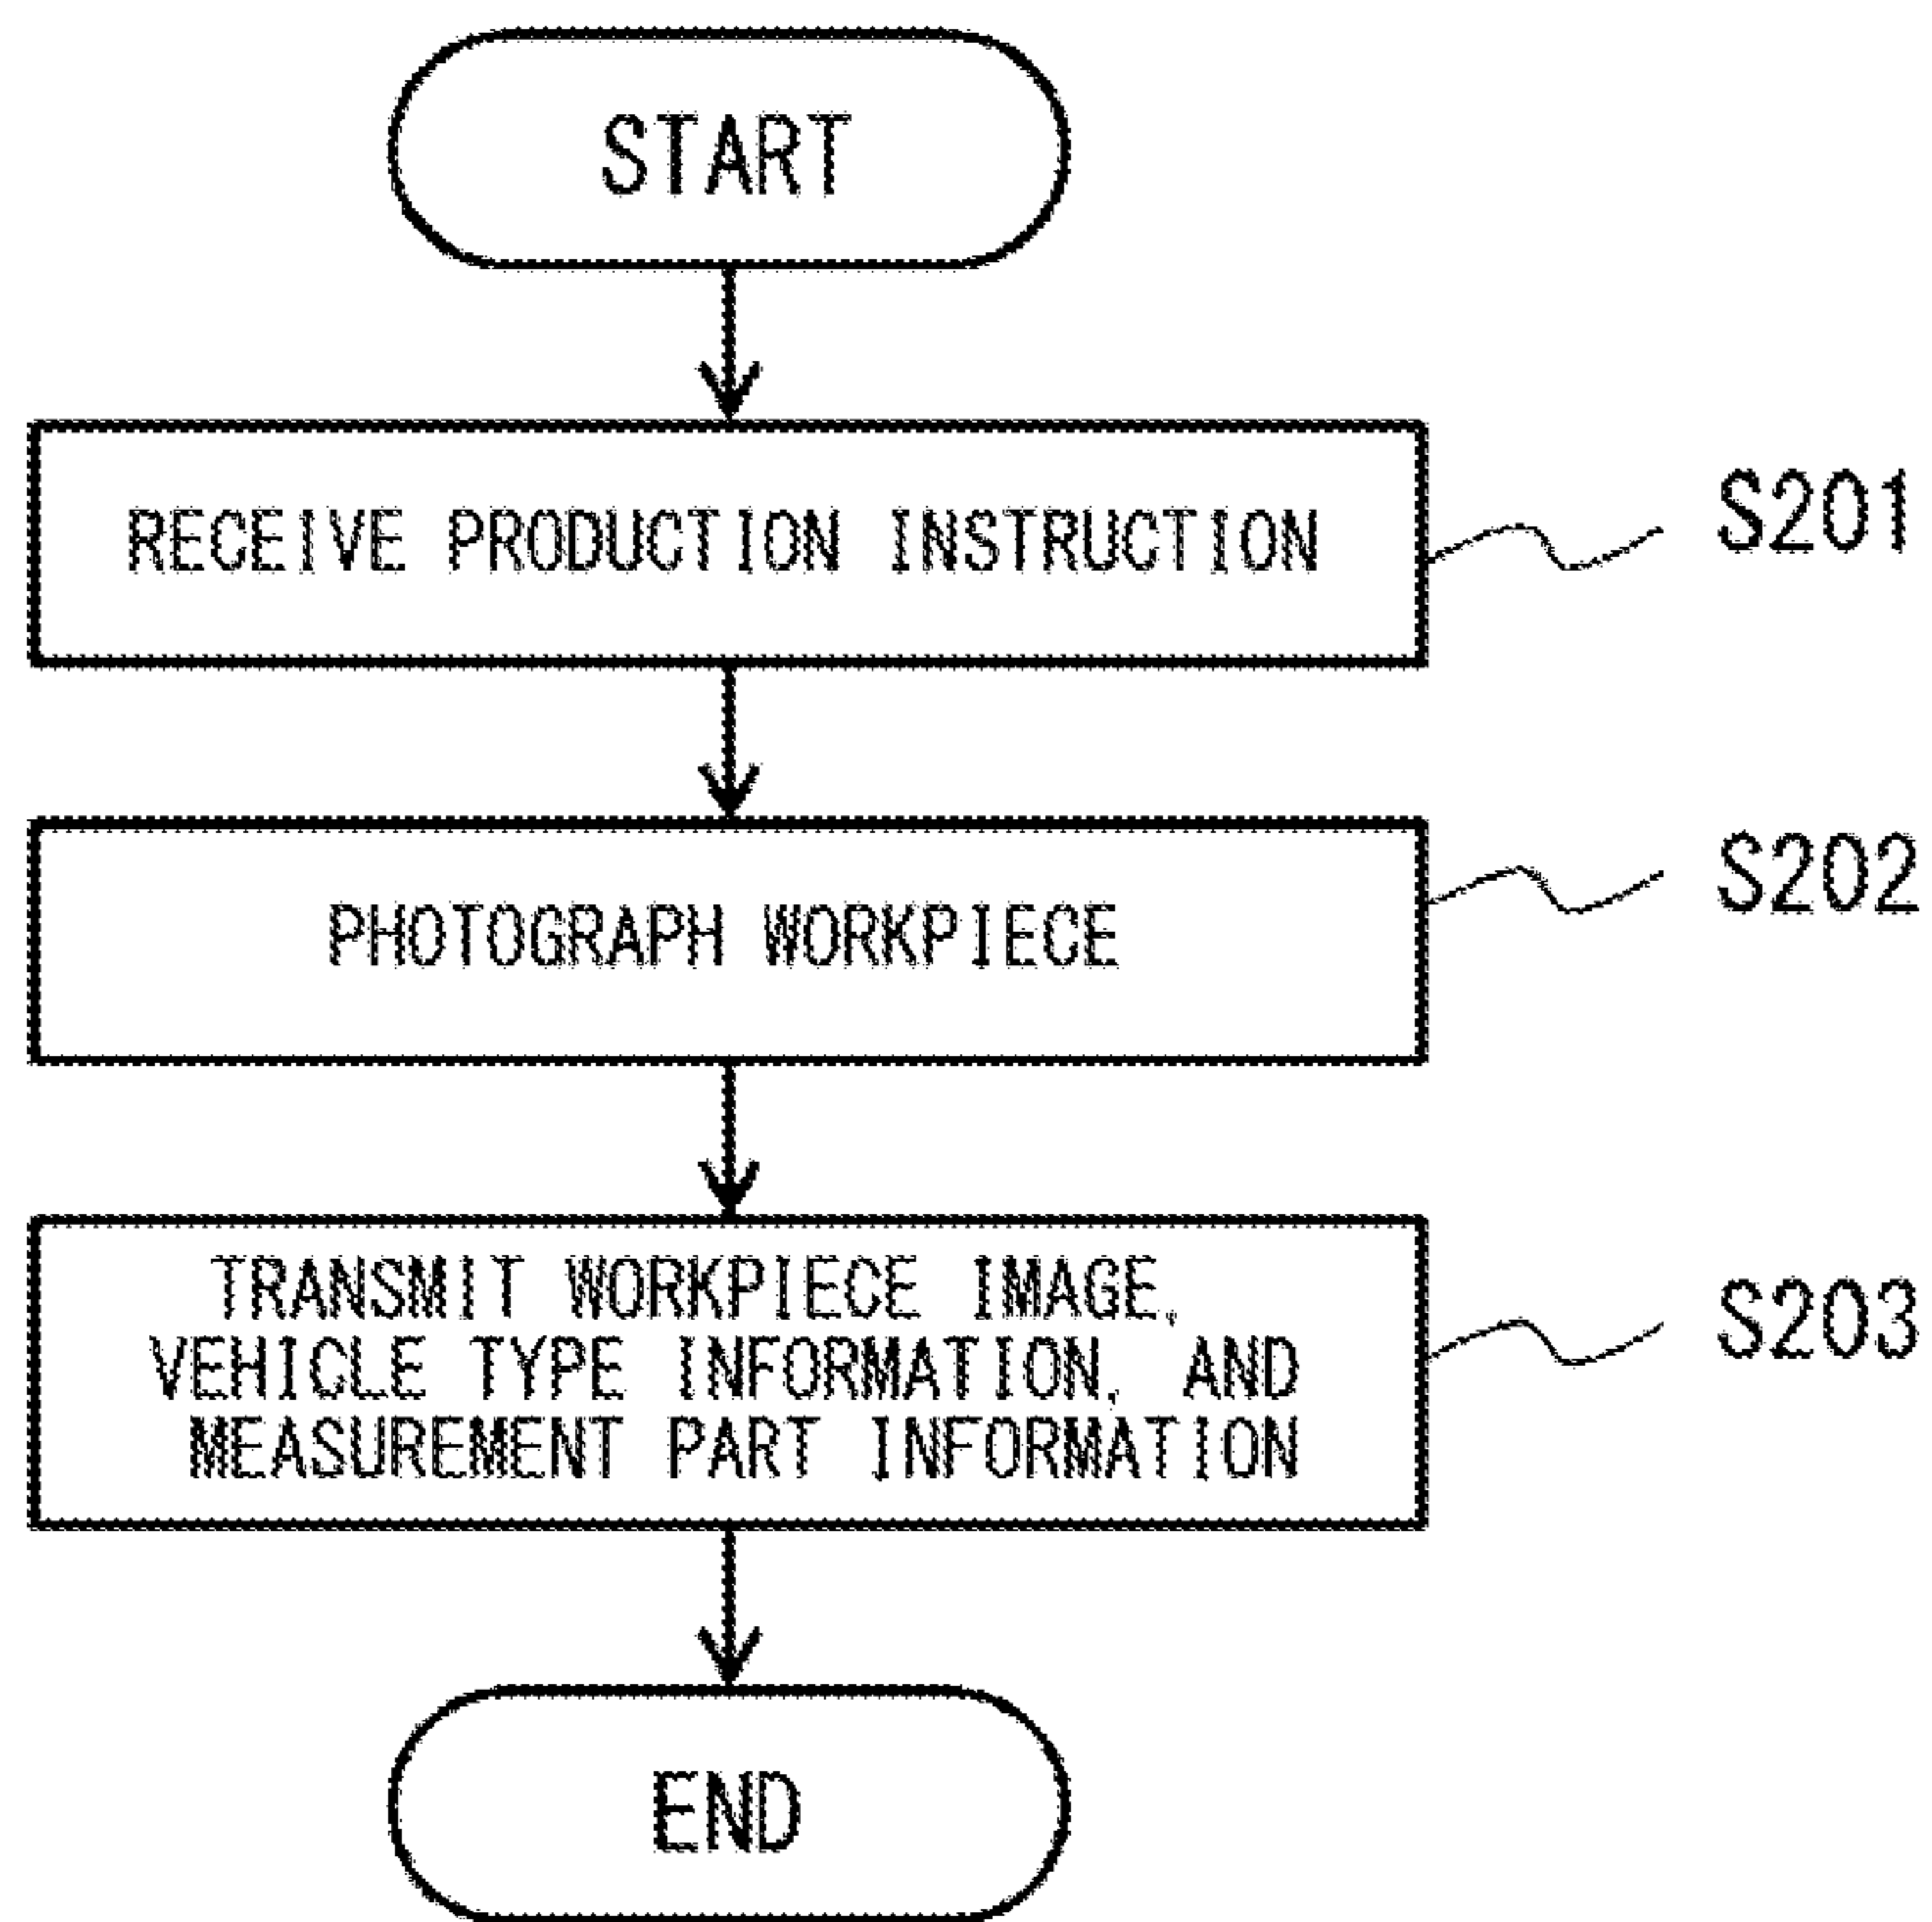 START
RECEIVE PRODUCTION INSTRUCTION
S201
PHOTOGRAPH WORKPIECE
S202
TRANSMIT WORKPIECE IMAGE,
VEHICLE TYPE INFORMATION, AND
MEASUREMENT PART INFORMATION
S203
END